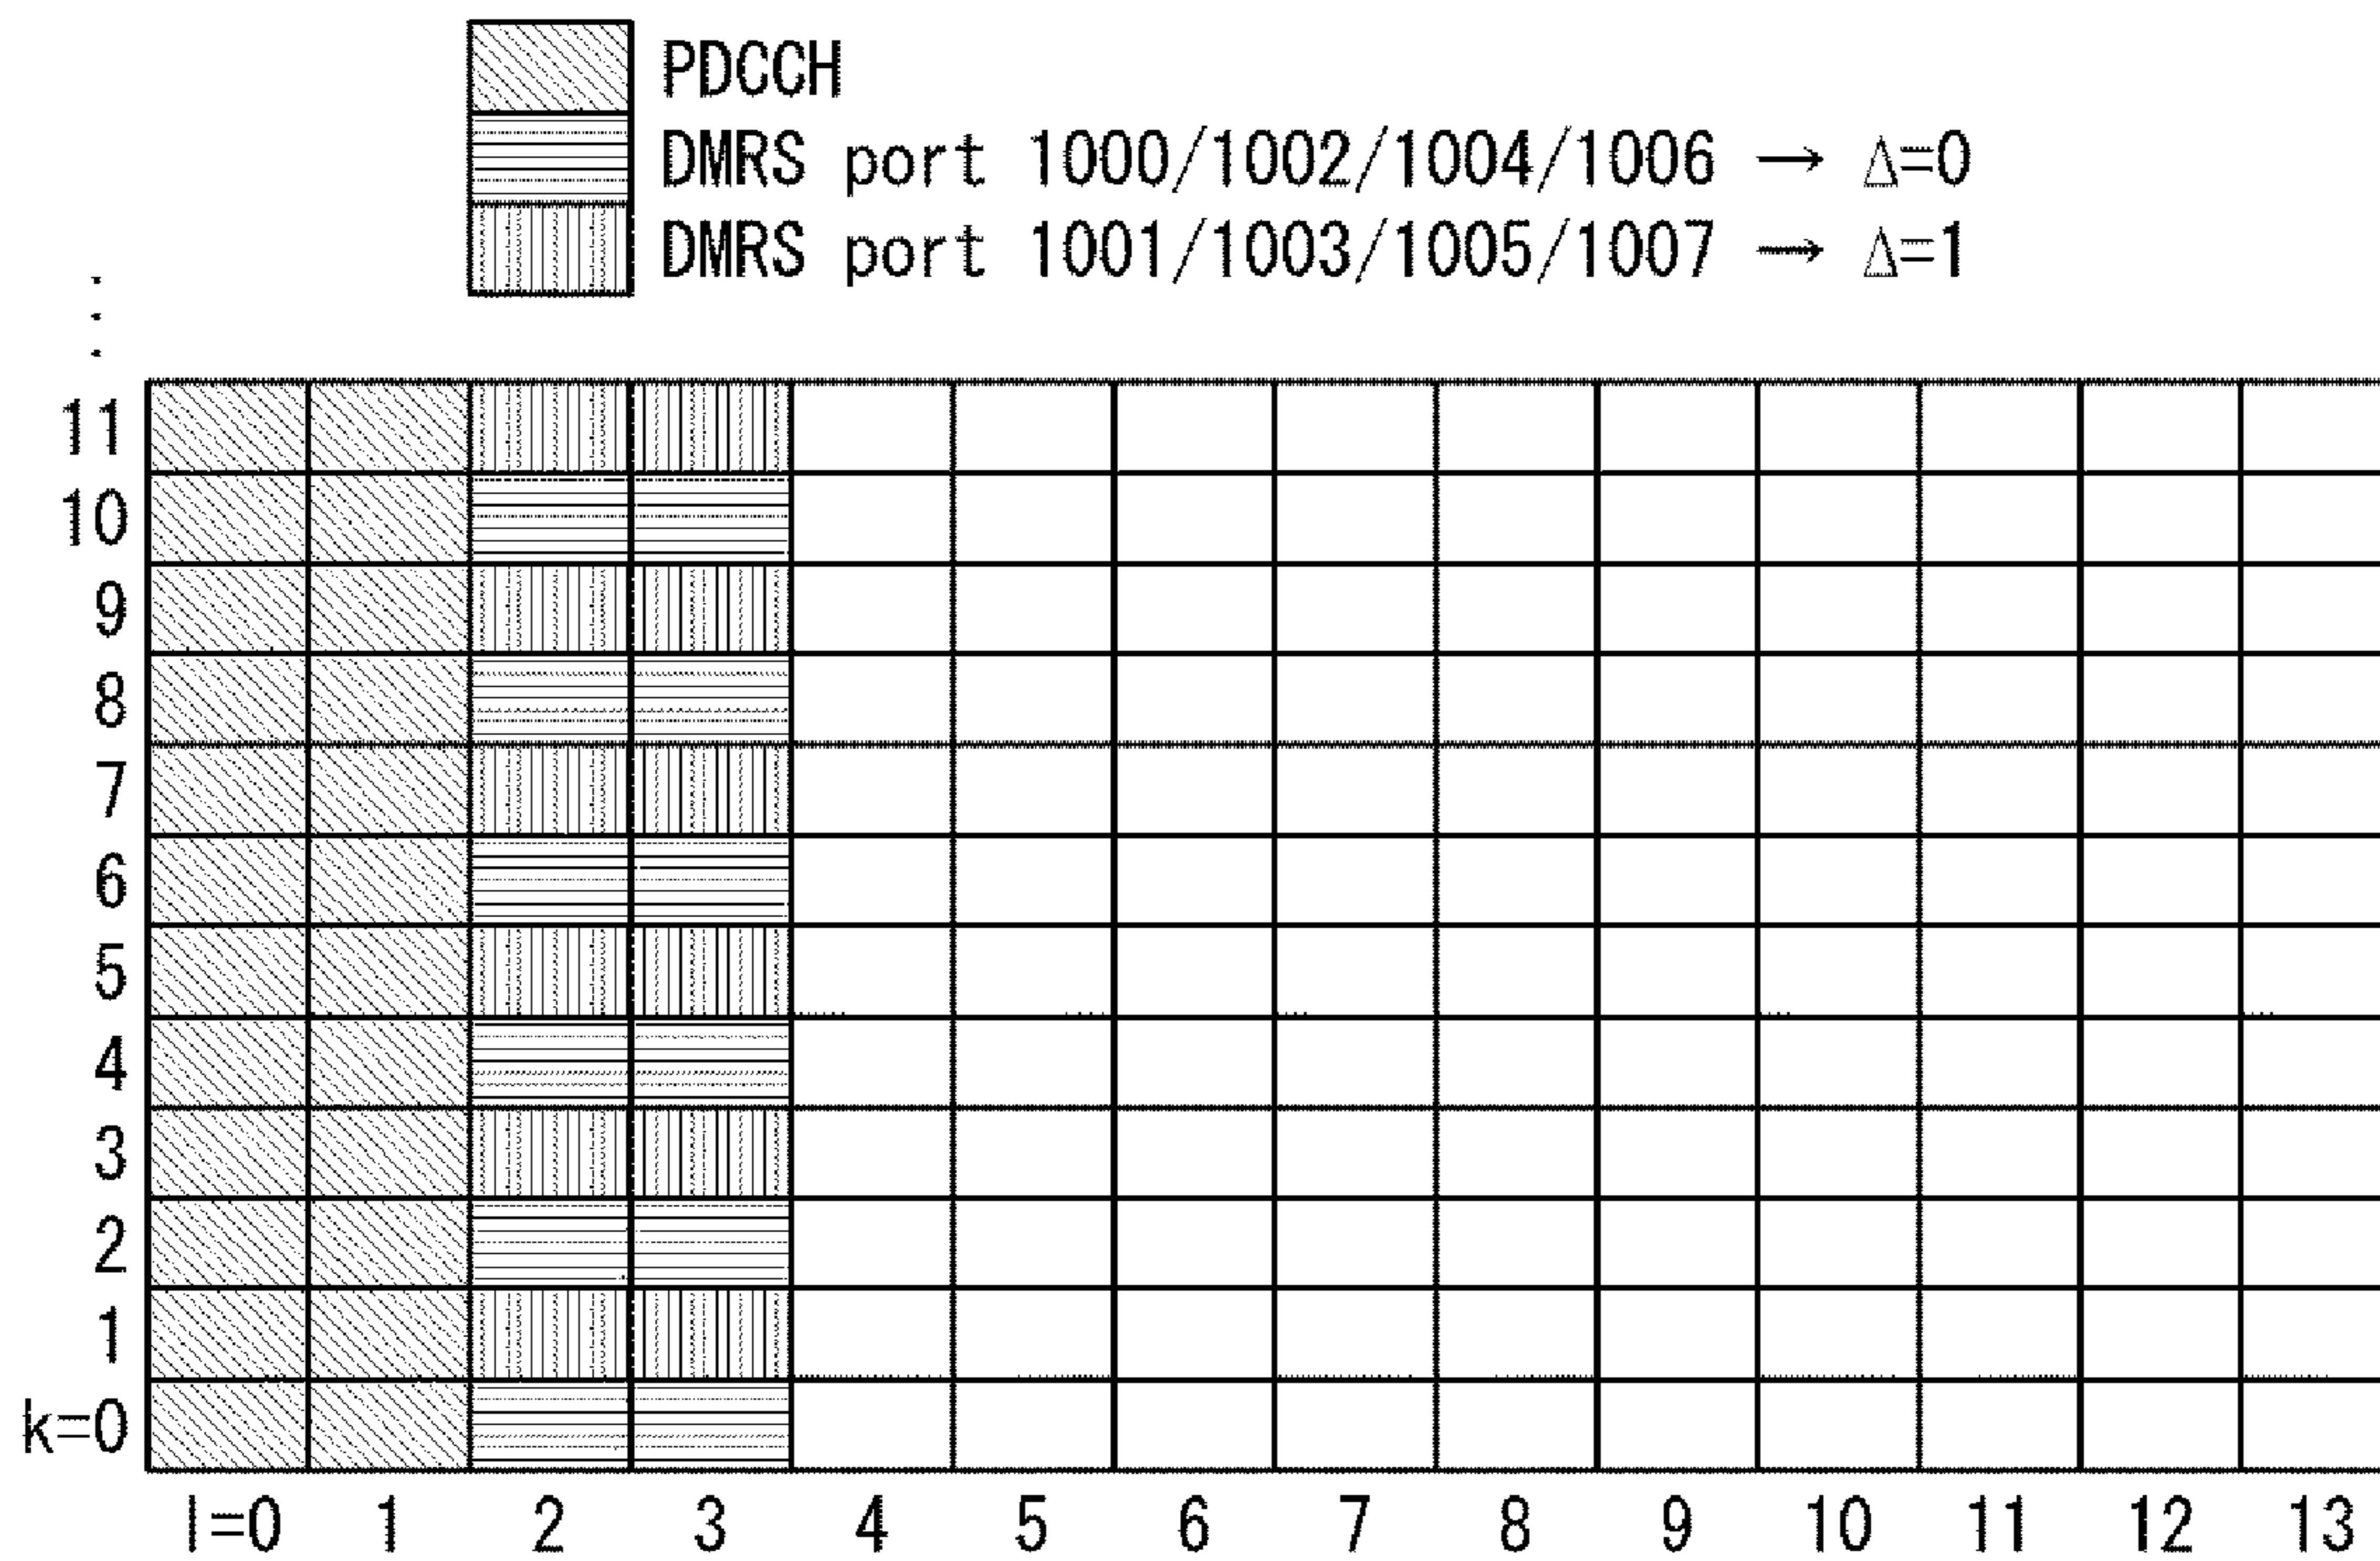 PDCCH
DMRS port 1000/1002/1004/1006 → Δ=0
DMRS port 1001/1003/1005/1007 → Δ=1
11
10
9
8
7
6
5
4
3
2
1
k=0
l=0 1 2 3 4 5 6 7 8 9 10 11 12 13